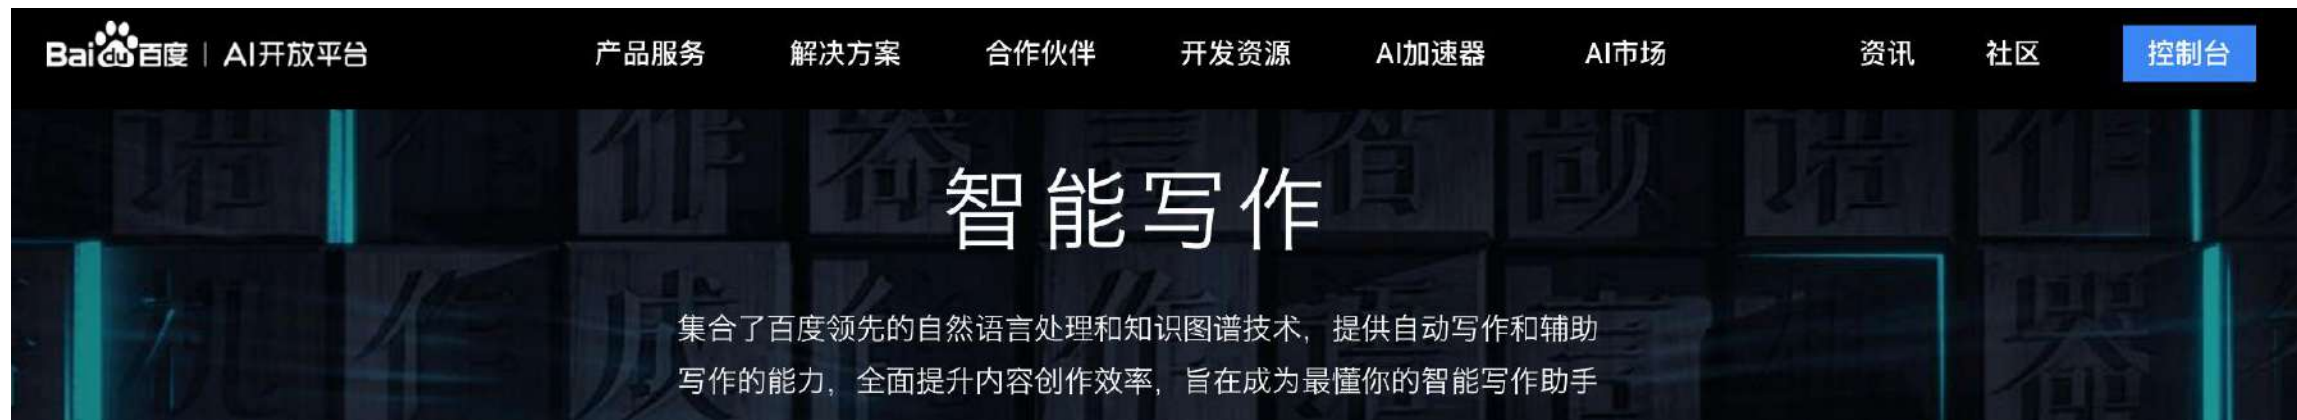 Bai du 百度 | AI开放平台 产品服务 解决方案 合作伙伴 开发资源 AI加速器 AI市场 资讯 社区 控制台
智能写作
集合了百度领先的自然语言处理和知识图谱技术，提供自动写作和辅助
写作的能力，全面提升内容创作效率，旨在成为最懂你的智能写作助手